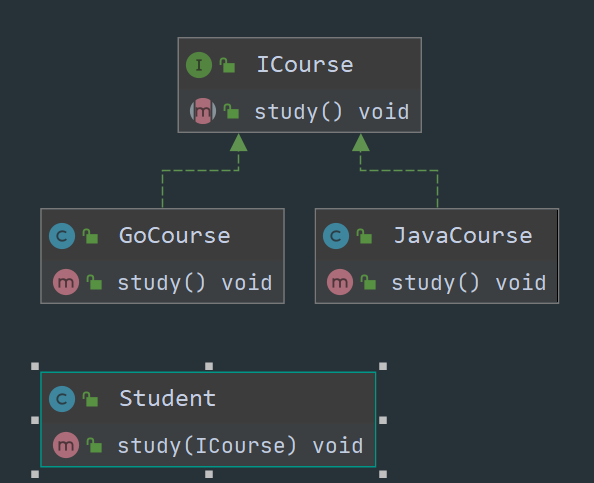 I ICourse
m study() void
C GoCourse
m study() void
C JavaCourse
m study() void
C Student
m study(ICourse) void